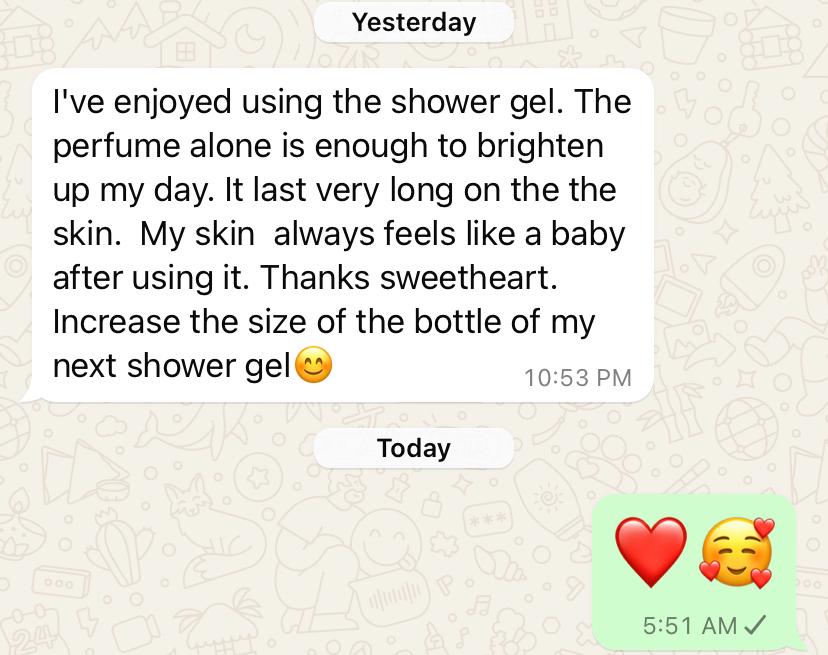 Yesterday
I've enjoyed using the shower gel. The
perfume alone is enough to brighten
up my day. It last very long on the the
skin.  My skin  always feels like a baby
after using it. Thanks sweetheart.
Increase the size of the bottle of my
next shower gel😊
10:53 PM
Today
❤️🥰
5:51 AM✓